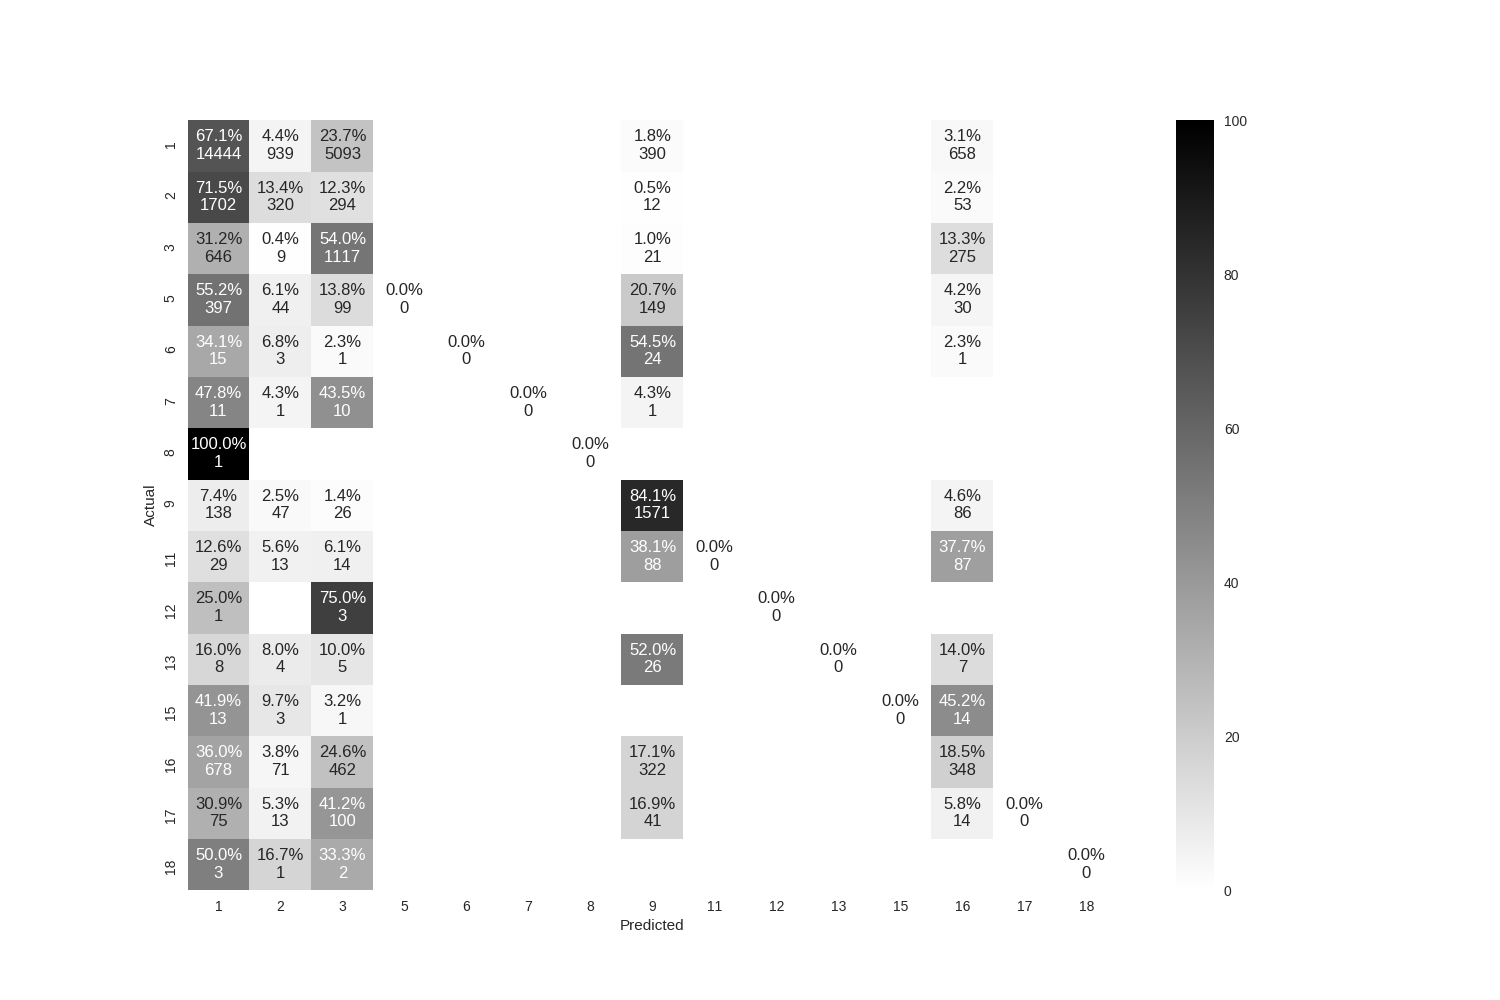 67.1% 4.4% 23.7% 1.8% 3.1% 100
1 14444 939 5093 390 658
71.5% 13.4% 12.3% 0.5% 2.2%
2 1702 320 294 12 53
31.2% 0.4% 54.0% 1.0% 13.3%
3 646 9 1117 21 275
80
55.2% 6.1% 13.8% 0.0% 20.7% 4.2%
5 397 44 99 0 149 30
34.1% 6.8% 2.3% 0.0% 54.5% 2.3%
6 15 3 1 0 24 1
47.8% 4.3% 43.5% 0.0% 4.3%
7 11 1 10 0 1
60
100.0% 0.0%
8 1 0
Actual
7.4% 2.5% 1.4% 84.1% 4.6%
9 138 47 26 1571 86
12.6% 5.6% 6.1% 38.1% 0.0% 37.7%
11 29 13 14 88 0 87
40
25.0% 75.0% 0.0%
12 1 3 0
16.0% 8.0% 10.0% 52.0% 0.0% 14.0%
13 8 4 5 26 0 7
41.9% 9.7% 3.2% 0.0% 45.2%
15 13 3 1 0 14
20
36.0% 3.8% 24.6% 17.1% 18.5%
16 678 71 462 322 348
30.9% 5.3% 41.2% 16.9% 5.8% 0.0%
17 75 13 100 41 14 0
50.0% 16.7% 33.3% 0.0%
18 3 1 2 0
0
1 2 3 5 6 7 8 9 11 12 13 15 16 17 18
Predicted